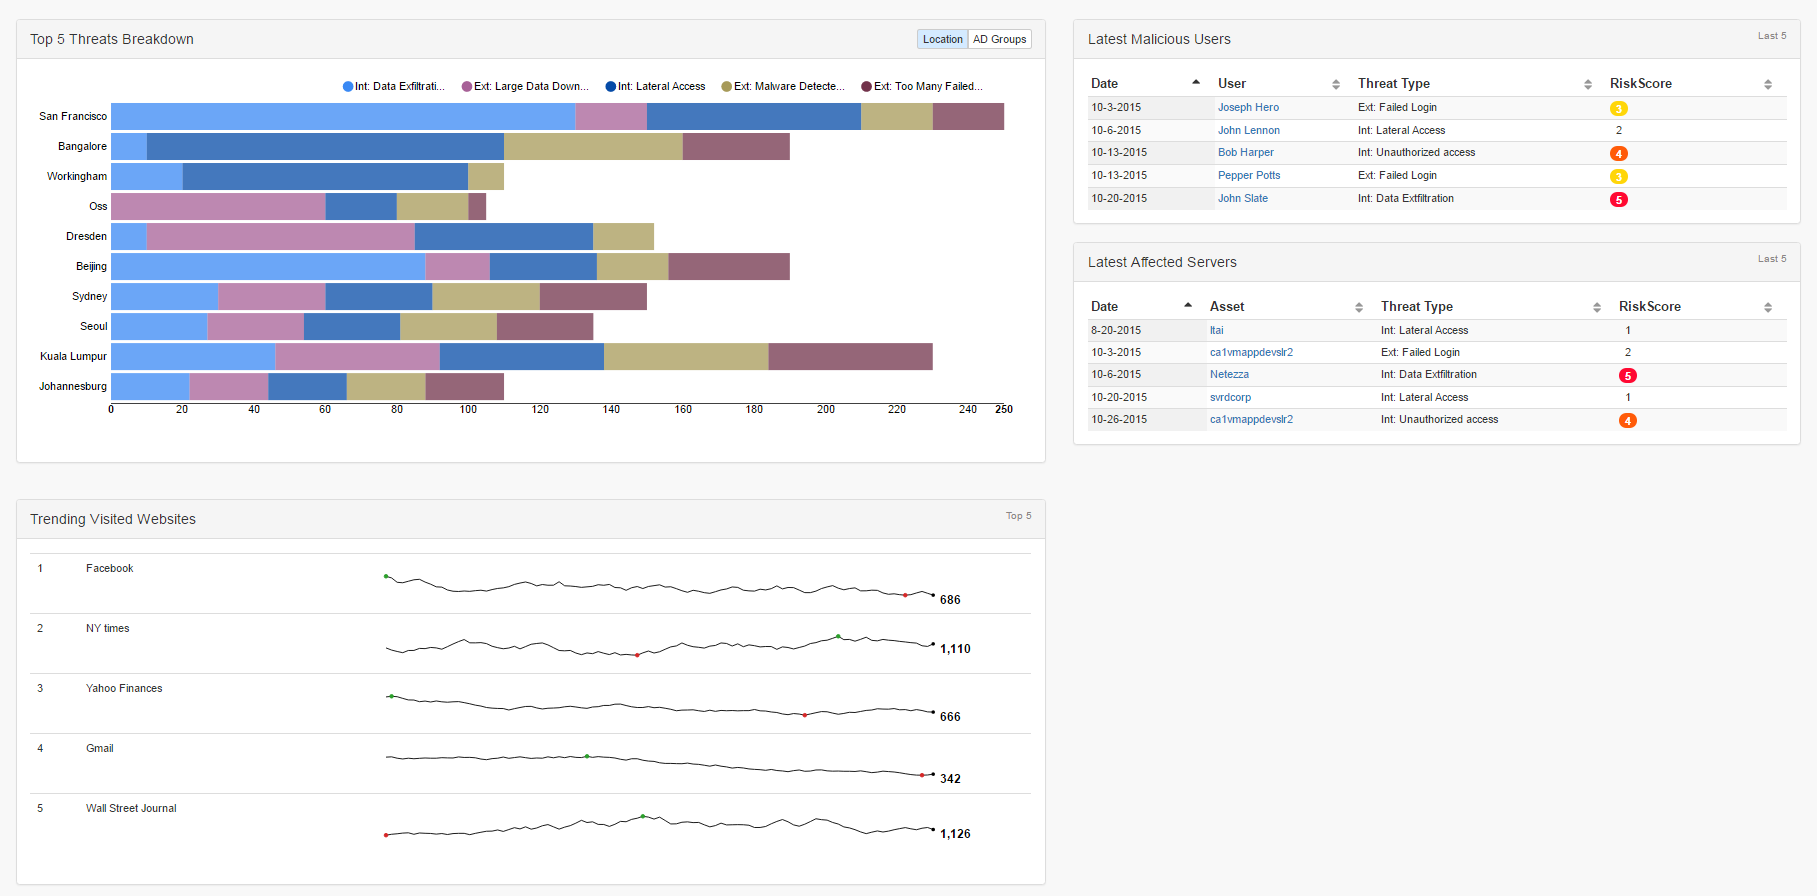 Top 5 Threats Breakdown
Location AD Groups
Int: Data Exfiltrati... Ext: Large Data Down... Int: Lateral Access Ext: Malware Detecte... Ext: Too Many Failed...
San Francisco
Bangalore
Workingham
Oss
Dresden
Beijing
Sydney
Seoul
Kuala Lumpur
Johannesburg
0 20 40 60 80 100 120 140 160 180 200 220 240 250
Latest Malicious Users Last 5
Date User Threat Type RiskScore
10-3-2015 Joseph Hero Ext: Failed Login 3
10-6-2015 John Lennon Int: Lateral Access 2
10-13-2015 Bob Harper Int: Unauthorized access 4
10-13-2015 Pepper Potts Ext: Failed Login 3
10-20-2015 John Slate Int: Data Extfiltration 5
Latest Affected Servers Last 5
Date Asset Threat Type RiskScore
8-20-2015 Itai Int: Lateral Access 1
10-3-2015 ca1vmappdevslr2 Ext: Failed Login 2
10-6-2015 Netezza Int: Data Extfiltration 5
10-20-2015 svrdcorp Int: Lateral Access 1
10-26-2015 ca1vmappdevslr2 Int: Unauthorized access 4
Trending Visited Websites Top 5
1 Facebook 686
2 NY times 1,110
3 Yahoo Finances 666
4 Gmail 342
5 Wall Street Journal 1,126